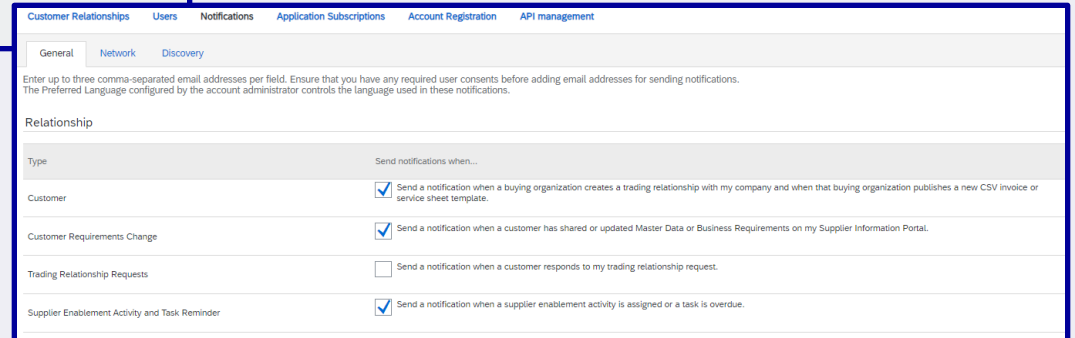 Customer Relationships Users Notifications Application Subscriptions Account Registration API management
General Network Discovery
Enter up to three comma-separated email addresses per field. Ensure that you have any required user consents before adding email addresses for sending notifications.
The Preferred Language configured by the account administrator controls the language used in these notifications.
Relationship
Type Send notifications when...
Customer Send a notification when a buying organization creates a trading relationship with my company and when that buying organization publishes a new CSV invoice or
service sheet template.
Customer Requirements Change Send a notification when a customer has shared or updated Master Data or Business Requirements on my Supplier Information Portal.
Trading Relationship Requests Send a notification when a customer responds to my trading relationship request.
Supplier Enablement Activity and Task Reminder Send a notification when a supplier enablement activity is assigned or a task is overdue.